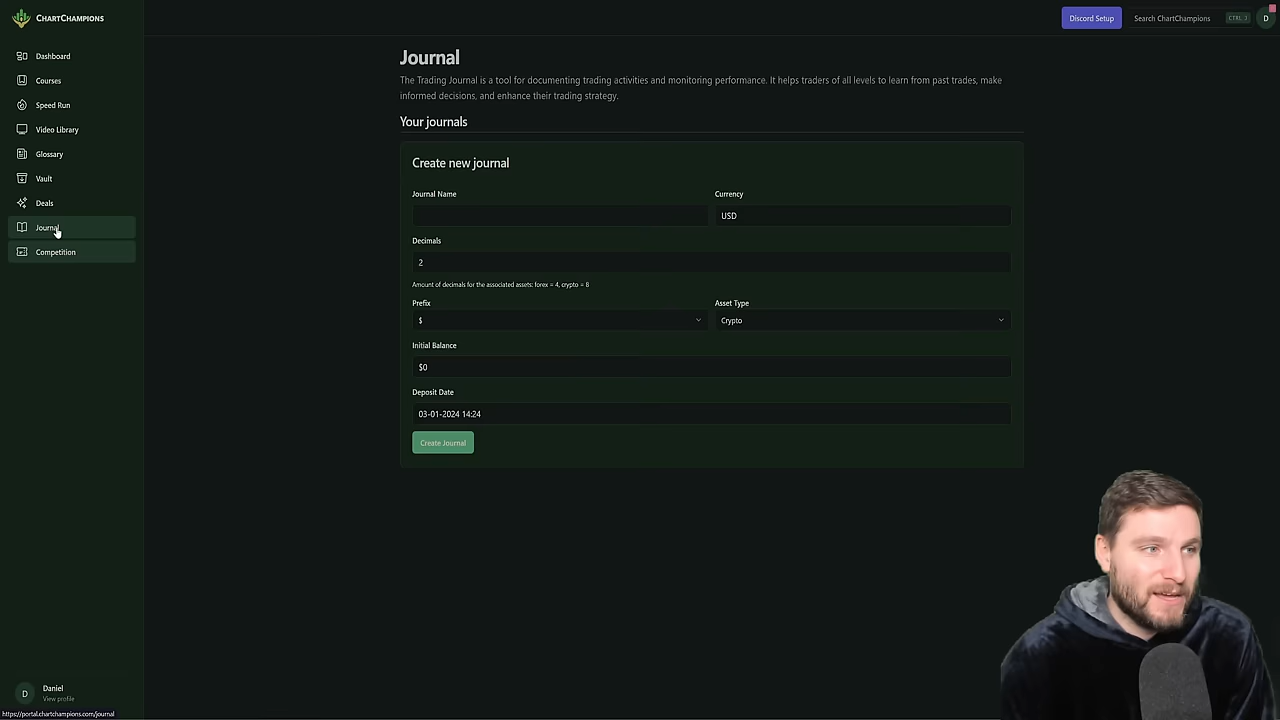 ChartChampions
Discord Setup
Search ChartChampions
D
Dashboard
Courses
Speed Run
Video Library
Glossary
Vault
Deals
Journal
Competition
Journal
The Trading Journal is a tool for documenting trading activities and monitoring performance. It helps traders of all levels to learn from past trades, make
informed decisions, and enhance their trading strategy.
Your journals
Create new journal
Journal Name
Currency
USD
Decimals
2
Amount of decimals for the associated assets: forex = 4, crypto = 8
Prefix
Asset Type
$
Crypto
Initial Balance
$0
Deposit Date
03-01-2024 14:24
Create Journal
D
Daniel
View profile
https://portal.chartchampions.com/journal